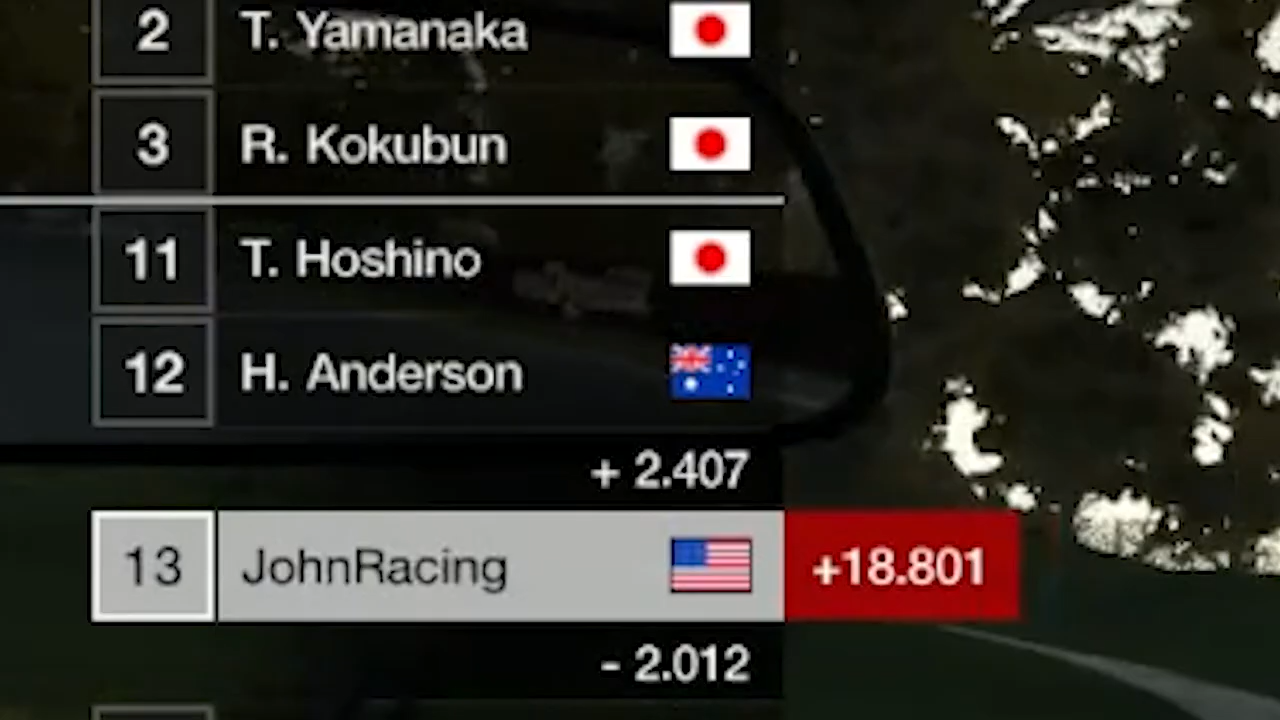 2 T. Yamanaka
3 R. Kokubun
11 T. Hoshino
12 H. Anderson
+ 2.407
13 JohnRacing +18.801
- 2.012